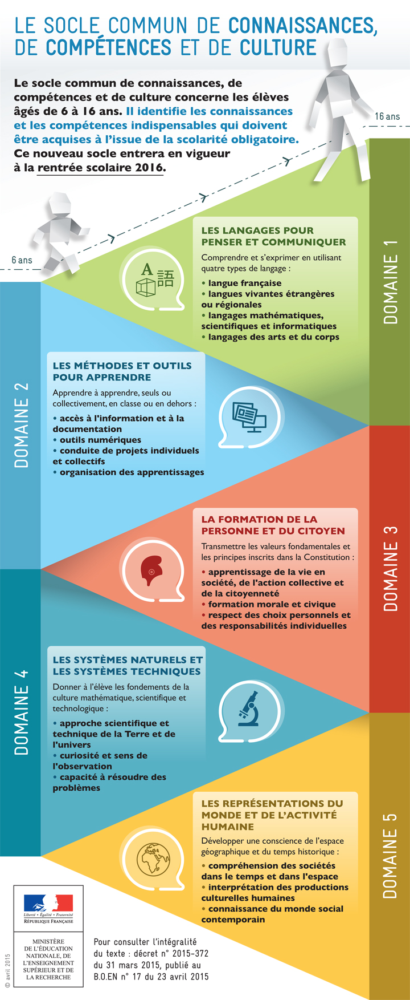 LE SOCLE COMMUN DE CONNAISSANCES,
DE COMPÉTENCES ET DE CULTURE
Le socle commun de connaissances, de
compétences et de culture concerne les élèves
âgés de 6 à 16 ans. Il identifie les connaissances
et les compétences indispensables qui doivent
être acquises à l'issue de la scolarité obligatoire.
Ce nouveau socle entrera en vigueur
à la rentrée scolaire 2016.
16 ans
6 ans
DOMAINE 1
LES LANGAGES POUR
PENSER ET COMMUNIQUER
Comprendre et s'exprimer en utilisant
quatre types de langage :
• langue française
• langues vivantes étrangères
ou régionales
• langages mathématiques,
scientifiques et informatiques
• langages des arts et du corps
A
語
DOMAINE 2
LES MÉTHODES ET OUTILS
POUR APPRENDRE
Apprendre à apprendre, seuls ou
collectivement, en classe ou en dehors :
• accès à l'information et à la
documentation
• outils numériques
• conduite de projets individuels
et collectifs
• organisation des apprentissages
DOMAINE 3
LA FORMATION DE LA
PERSONNE ET DU CITOYEN
Transmettre les valeurs fondamentales et
les principes inscrits dans la Constitution :
• apprentissage de la vie en
société, de l'action collective et
de la citoyenneté
• formation morale et civique
• respect des choix personnels et
des responsabilités individuelles
DOMAINE 4
LES SYSTÈMES NATURELS ET
LES SYSTÈMES TECHNIQUES
Donner à l'élève les fondements de la
culture mathématique, scientifique et
technologique :
• approche scientifique et
technique de la Terre et de
l'univers
• curiosité et sens de
l'observation
• capacité à résoudre des
problèmes
DOMAINE 5
LES REPRÉSENTATIONS DU
MONDE ET DE L'ACTIVITÉ
HUMAINE
Développer une conscience de l'espace
géographique et du temps historique :
• compréhension des sociétés
dans le temps et dans l'espace
• interprétation des productions
culturelles humaines
• connaissance du monde social
contemporain
Liberté • Égalité • Fraternité
RÉPUBLIQUE FRANÇAISE
MINISTÈRE
DE L'ÉDUCATION
NATIONALE, DE
L'ENSEIGNEMENT
SUPÉRIEUR ET DE
LA RECHERCHE
© avril 2015
Pour consulter l'intégralité
du texte : décret n° 2015-372
du 31 mars 2015, publié au
B.O.EN n° 17 du 23 avril 2015